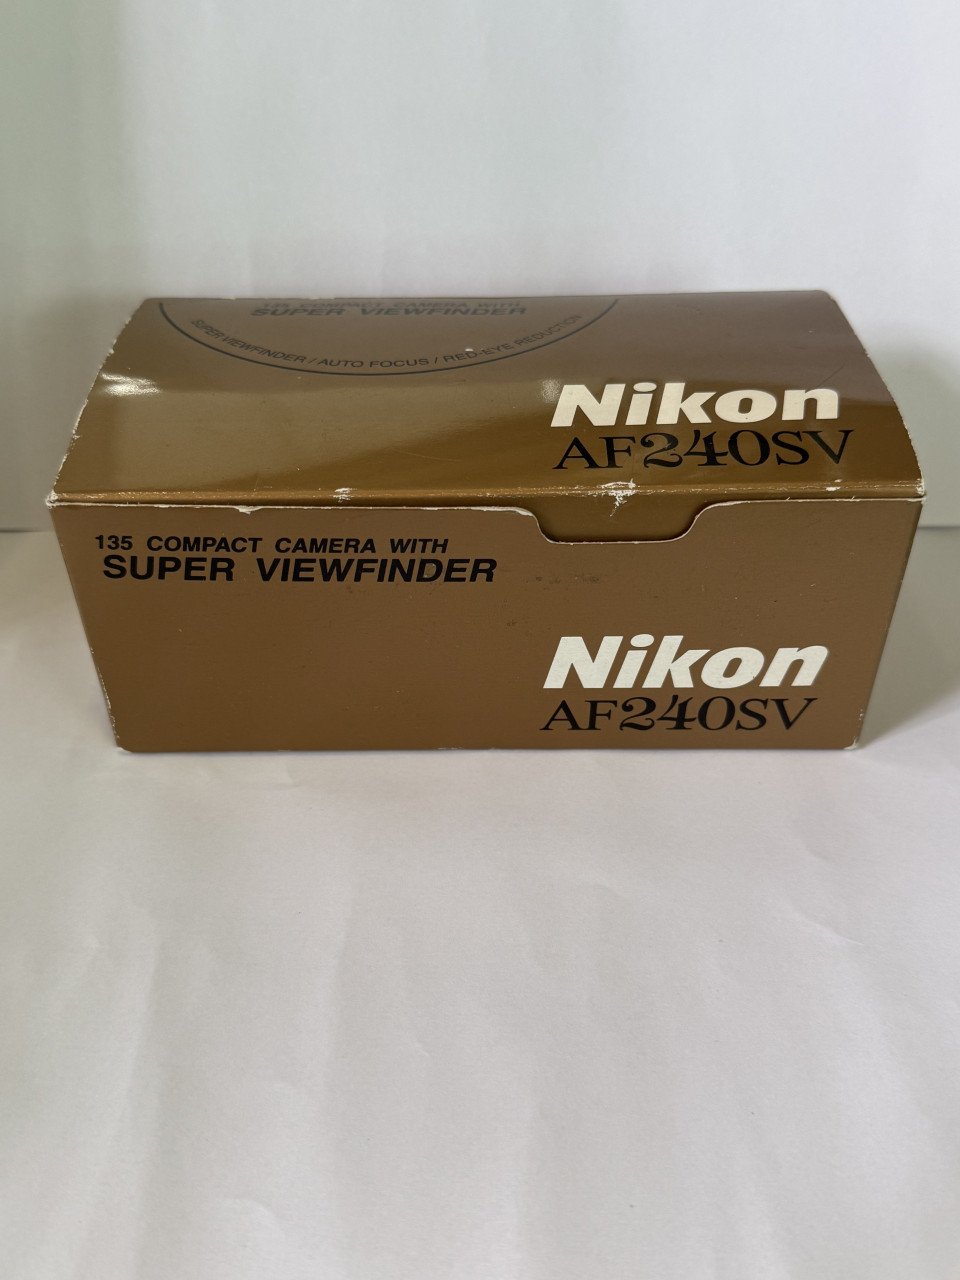 135 COMPACT CAMERA WITH
SUPER VIEWFINDER
SUPER VIEWFINDER / AUTO FOCUS / RED-EYE REDUCTION
Nikon
AF240SV
135 COMPACT CAMERA WITH
SUPER VIEWFINDER
Nikon
AF240SV